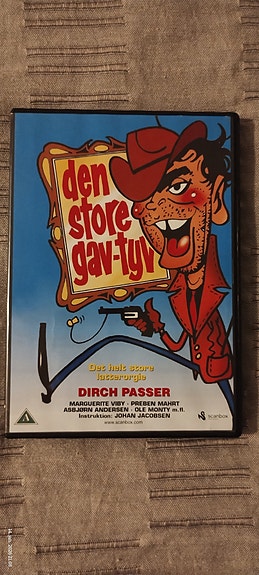 den
store
gav-tyv
Det helt store
latterorgie
DIRCH PASSER
MARGUERITE VIBY · PREBEN MAHRT
ASBJØRN ANDERSEN · OLE MONTY m.fl.
Instruktion: JOHAN JACOBSEN
www.scanbox.com
scanbox